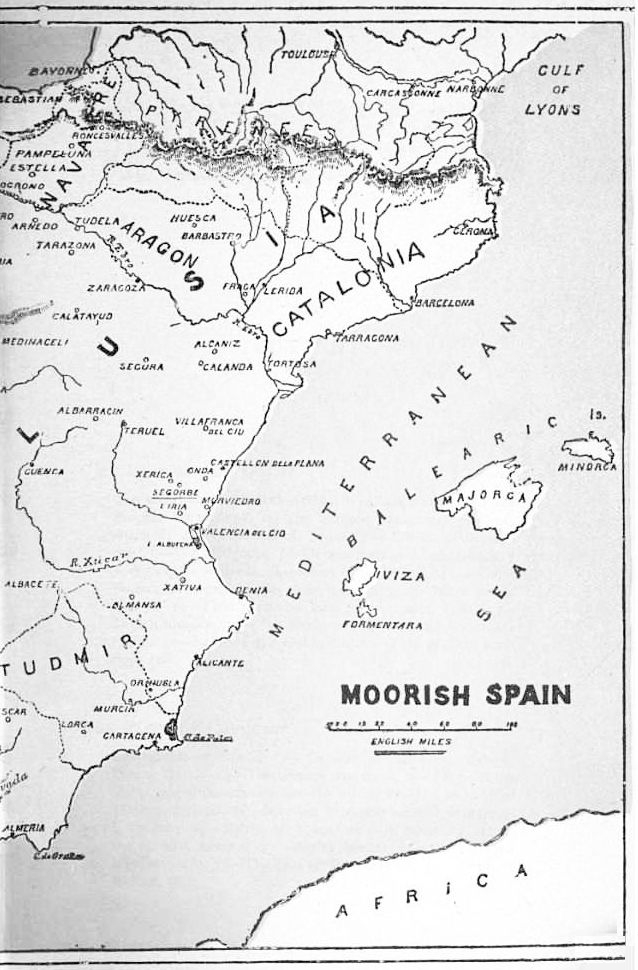 TOULOUSE
GULF
OF
LYONS
BAYONNE
SEBASTIAN
CARCASSONNE
NARBONNE
NAVARRE
PYRENEES
RONCESVALLES
PAMPELUNA
ESTELLA
OGRONO
ARNEDO
TUDELA
HUESCA
ARAGON
BARBASTRO
TARAZONA
R. Ebro
GERONA
CATALONIA
ZARAGOZA
FRAGA
LERIDA
BARCELONA
CALATAYUD
R. Ebro
TARRAGONA
MEDINACELI
ALCANIZ
SEGURA
CALANDA
TORTOSA
L U S I A
ALBARRACIN
TERUEL
VILLAFRANCA
DEL CIU
MEDITERRANEAN
SEA
BALEARIC
Is.
MINORCA
MAJORCA
CUENCA
XERICA
ONDA
CASTELLON DE LA PLANA
SEGORBE
LIRIA
MURVIEDRO
VALENCIA DEL CID
L. ALBUFERA
R. Xúcar
ALBACETE
XATIVA
DENIA
ALMANSA
IVIZA
FORMENTARA
TUDMIR
ALICANTE
ORIHUELA
MURCIA
LORCA
CARTAGENA
C. de Palos
ALMERIA
C. de Gata
MOORISH SPAIN
ENGLISH MILES
AFRICA